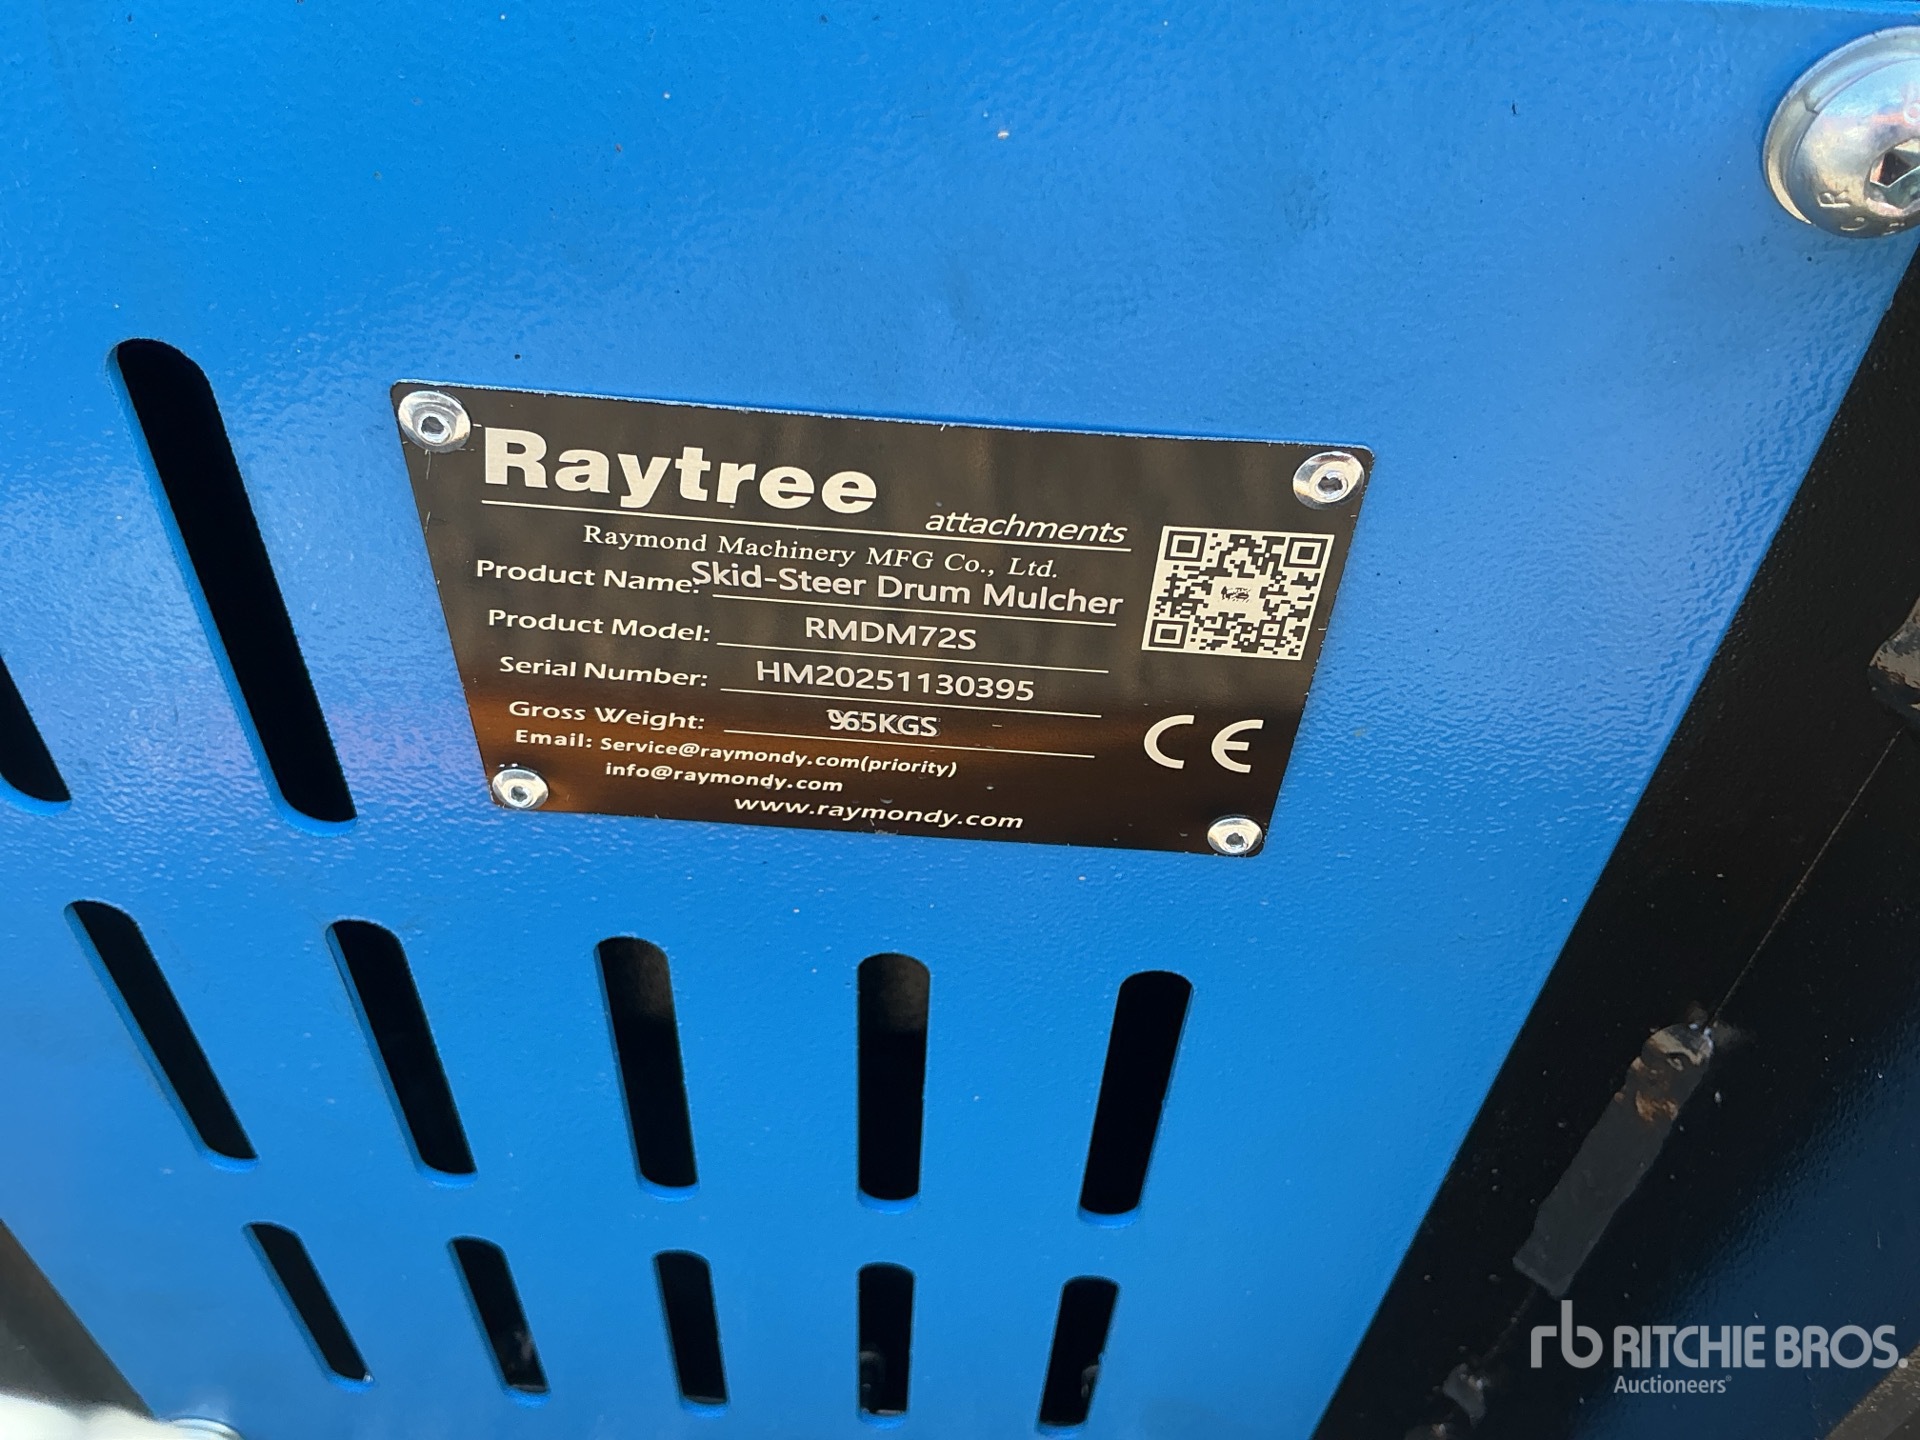 Raytree
attachments
Raymond Machinery MFG Co., Ltd.
Product Name: Skid-Steer Drum Mulcher
Product Model: RMDM72S
Serial Number: HM20251130395
Gross Weight: 965KGS
Email: Service@raymondy.com(priority)
info@raymondy.com
www.raymondy.com
CE
rb RITCHIE BROS.
Auctioneers